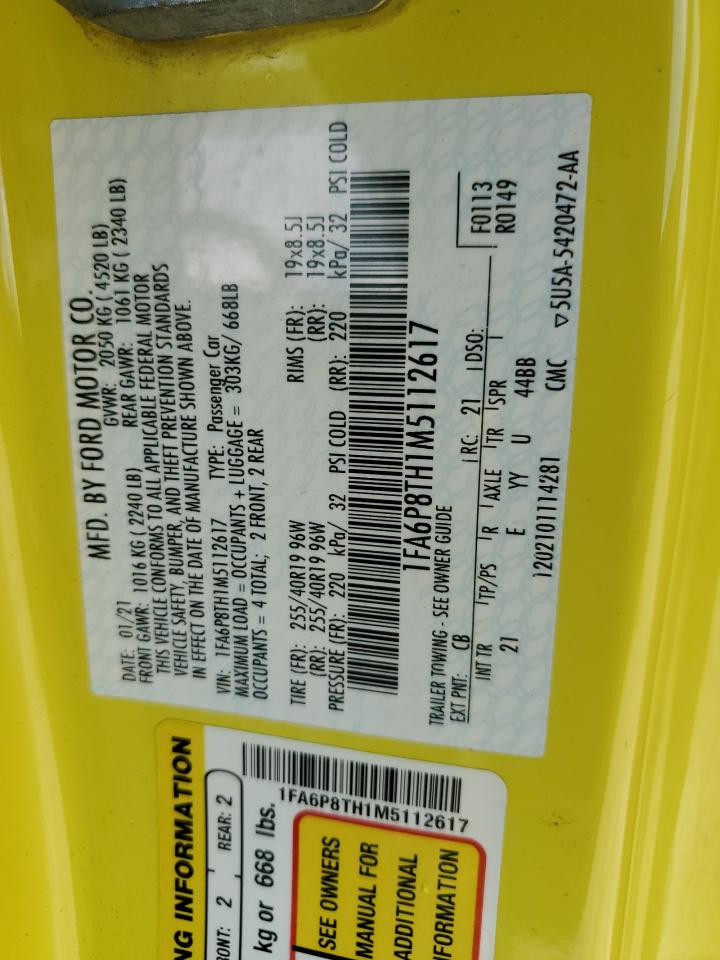 MFD. BY FORD MOTOR CO.
DATE: 01/21 GVWR: 2050 KG ( 4520 LB)
FRONT GAWR: 1016 KG ( 2240 LB) REAR GAWR: 1061 KG ( 2340 LB)
THIS VEHICLE CONFORMS TO ALL APPLICABLE FEDERAL MOTOR
VEHICLE SAFETY, BUMPER, AND THEFT PREVENTION STANDARDS
IN EFFECT ON THE DATE OF MANUFACTURE SHOWN ABOVE.
VIN: 1FA6P8TH1M5112617 TYPE: Passenger Car
MAXIMUM LOAD = OCCUPANTS + LUGGAGE = 303KG/ 668LB
OCCUPANTS = 4 TOTAL; 2 FRONT, 2 REAR
TIRE (FR): 255/40R19 96W RIMS (FR): 19x8.5J
(RR): 255/40R19 96W (RR): 19x8.5J
PRESSURE (FR): 220 kPa/ 32 PSI COLD (RR): 220 kPa/ 32 PSI COLD
1FA6P8TH1M5112617
TRAILER TOWING - SEE OWNER GUIDE
EXT PNT: CB RC: 21 DSO: F0113
R0149
INT TR TP/PS R AXLE TR SPR
21 E YY U 44BB
12021011114281 CMC ▽5U5A-5420472-AA
NG INFORMATION
RONT: 2 REAR: 2
kg or 668 lbs.
1FA6P8TH1M5112617
SEE OWNERS
MANUAL FOR
ADDITIONAL
NFORMATION